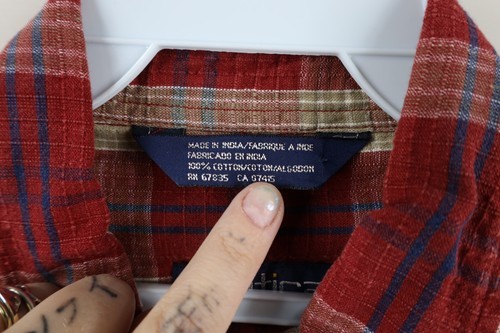 MADE IN INDIA/FABRIQUE A INDE
FABRICADO EN INDIA
100% COTTON/COTON/ALGODON
RN 67835 CA 07415